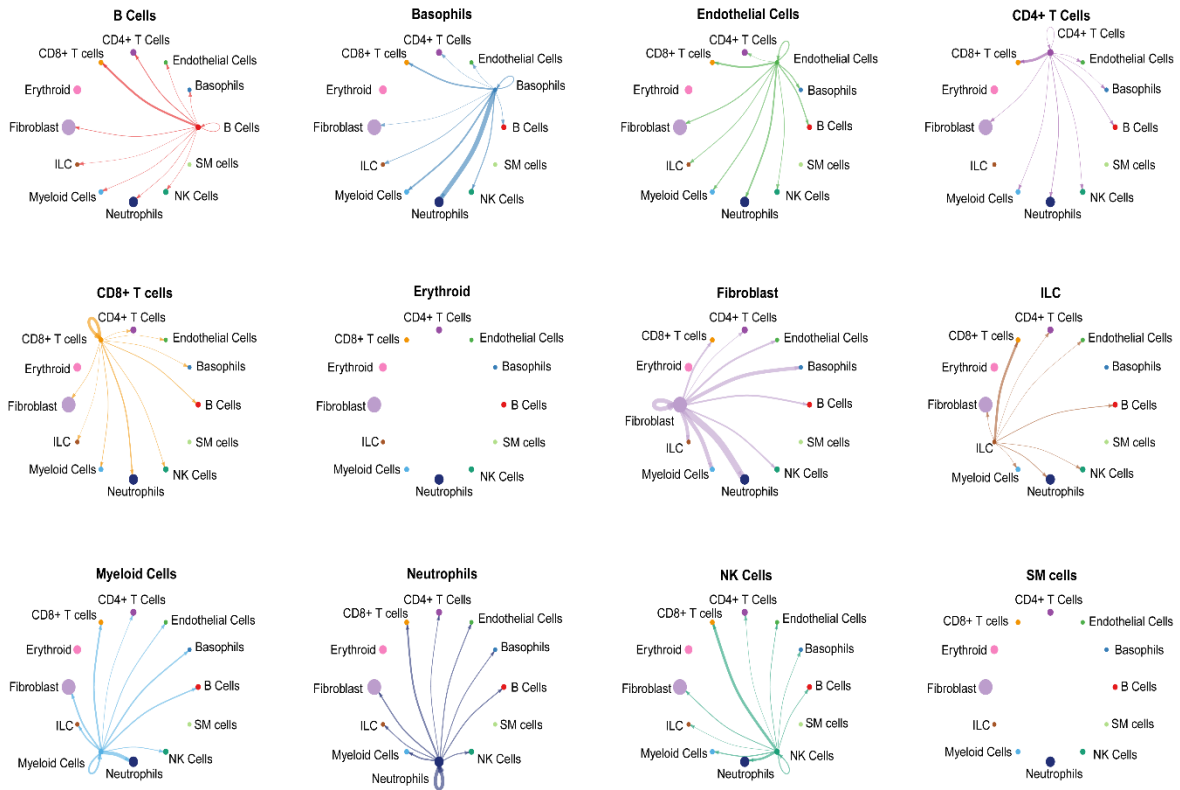 B Cells
CD4+ T Cells
CD8+ T cells
Endothelial Cells
Erythroid
Basophils
Fibroblast
B Cells
ILC
SM cells
Myeloid Cells
NK Cells
Neutrophils
Basophils
CD4+ T Cells
CD8+ T cells
Endothelial Cells
Erythroid
Basophils
Fibroblast
B Cells
ILC
SM cells
Myeloid Cells
NK Cells
Neutrophils
Endothelial Cells
CD4+ T Cells
CD8+ T cells
Endothelial Cells
Erythroid
Basophils
Fibroblast
B Cells
ILC
SM cells
Myeloid Cells
NK Cells
Neutrophils
CD4+ T Cells
CD4+ T Cells
CD8+ T cells
Endothelial Cells
Erythroid
Basophils
Fibroblast
B Cells
ILC
SM cells
Myeloid Cells
NK Cells
Neutrophils
CD8+ T cells
CD4+ T Cells
CD8+ T cells
Endothelial Cells
Erythroid
Basophils
Fibroblast
B Cells
ILC
SM cells
Myeloid Cells
NK Cells
Neutrophils
Erythroid
CD4+ T Cells
CD8+ T cells
Endothelial Cells
Erythroid
Basophils
Fibroblast
B Cells
ILC
SM cells
Myeloid Cells
NK Cells
Neutrophils
Fibroblast
CD4+ T Cells
CD8+ T cells
Endothelial Cells
Erythroid
Basophils
Fibroblast
B Cells
ILC
SM cells
Myeloid Cells
NK Cells
Neutrophils
ILC
CD4+ T Cells
CD8+ T cells
Endothelial Cells
Erythroid
Basophils
Fibroblast
B Cells
ILC
SM cells
Myeloid Cells
NK Cells
Neutrophils
Myeloid Cells
CD4+ T Cells
CD8+ T cells
Endothelial Cells
Erythroid
Basophils
Fibroblast
B Cells
ILC
SM cells
Myeloid Cells
NK Cells
Neutrophils
Neutrophils
CD4+ T Cells
CD8+ T cells
Endothelial Cells
Erythroid
Basophils
Fibroblast
B Cells
ILC
SM cells
Myeloid Cells
NK Cells
Neutrophils
NK Cells
CD4+ T Cells
CD8+ T cells
Endothelial Cells
Erythroid
Basophils
Fibroblast
B Cells
ILC
SM cells
Myeloid Cells
NK Cells
Neutrophils
SM cells
CD4+ T Cells
CD8+ T cells
Endothelial Cells
Erythroid
Basophils
Fibroblast
B Cells
ILC
SM cells
Myeloid Cells
NK Cells
Neutrophils